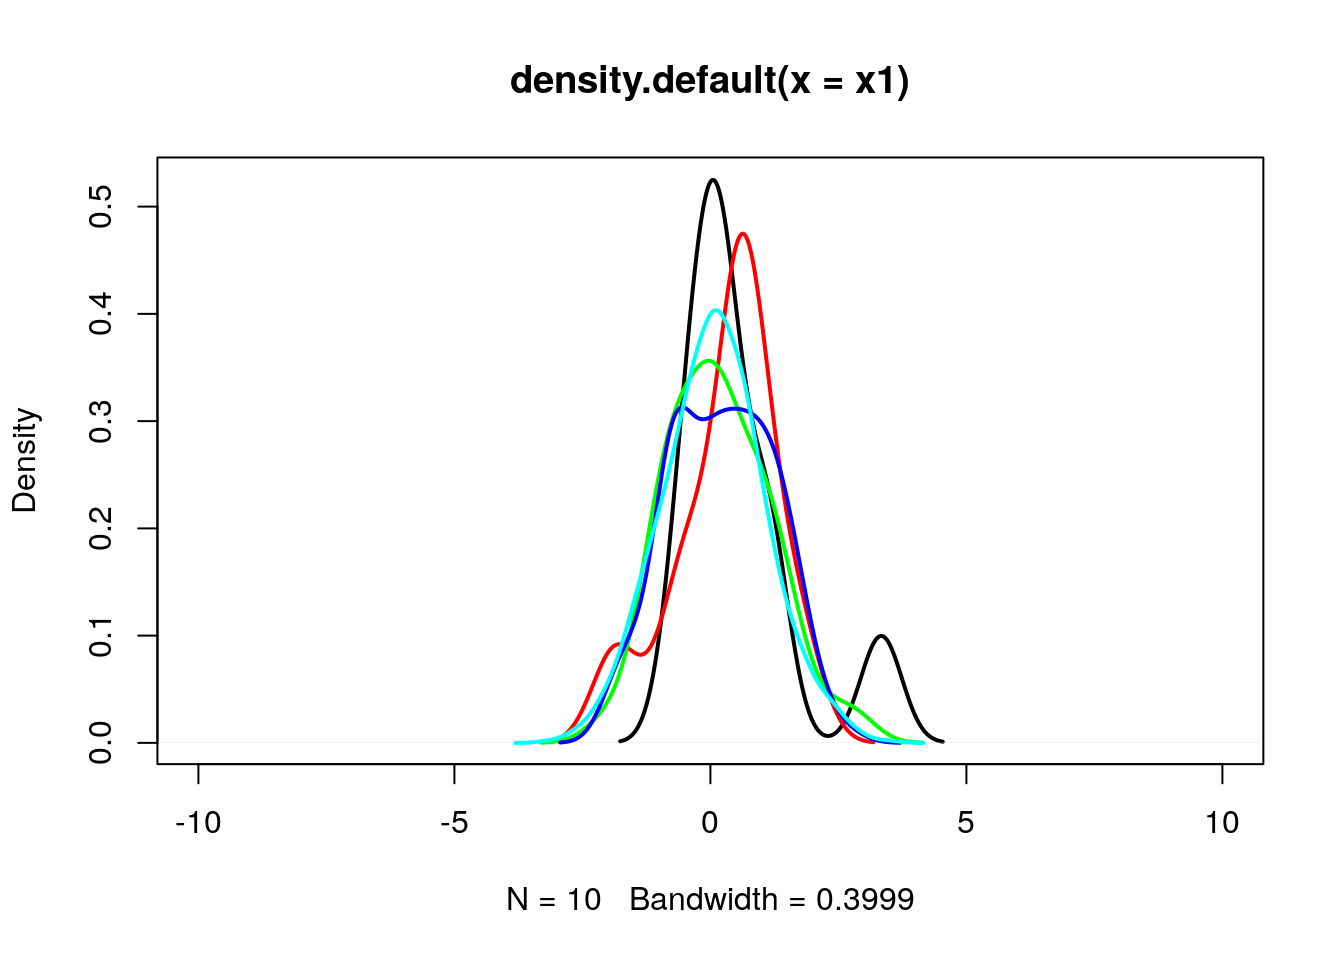 density.default(x = x1)
Density
0.5
0.4
0.3
0.2
0.1
0.0
-10 -5 0 5 10
N = 10 Bandwidth = 0.3999